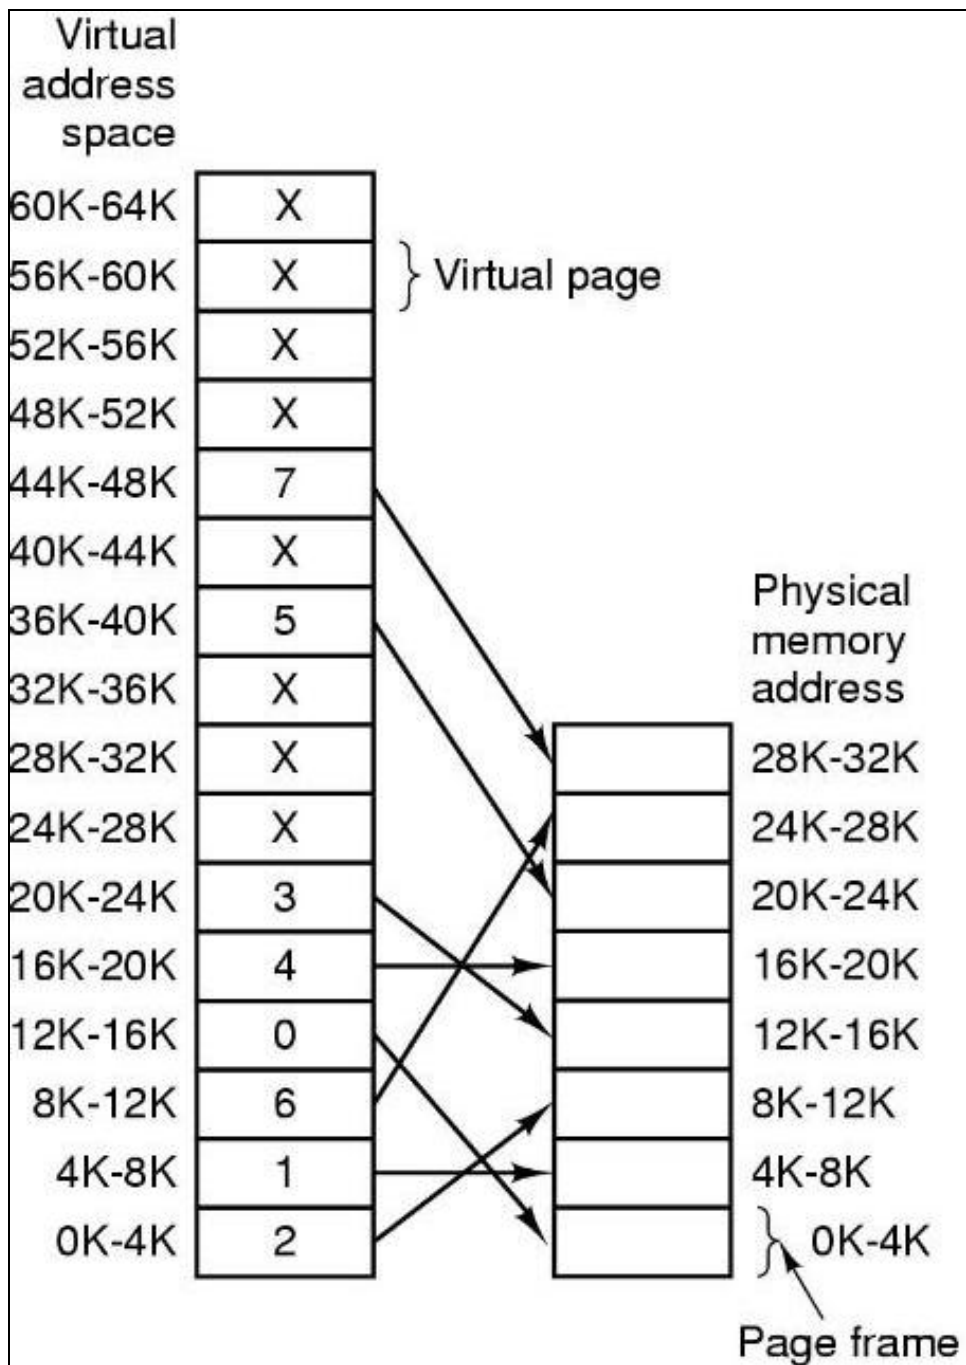 Virtual
address
space
60K-64K X
56K-60K X Virtual page
52K-56K X
48K-52K X
44K-48K 7
40K-44K X
36K-40K 5
32K-36K X
28K-32K X
24K-28K X
20K-24K 3
16K-20K 4
12K-16K 0
8K-12K 6
4K-8K 1
0K-4K 2
Physical
memory
address
28K-32K
24K-28K
20K-24K
16K-20K
12K-16K
8K-12K
4K-8K
0K-4K
Page frame